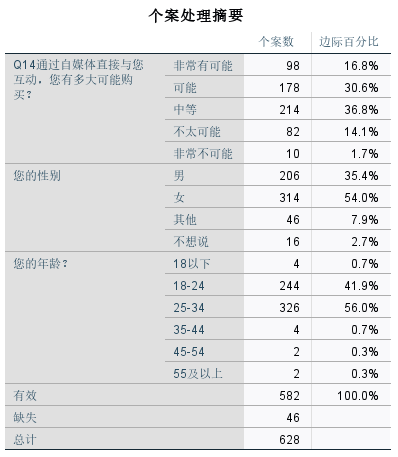 个案处理摘要
个案数 边际百分比
Q14通过自媒体直接与您互动，您有多大可能购买？ 非常有可能 98 16.8%
可能 178 30.6%
中等 214 36.8%
不太可能 82 14.1%
非常不可能 10 1.7%
您的性别 男 206 35.4%
女 314 54.0%
其他 46 7.9%
不想说 16 2.7%
您的年龄？ 18以下 4 0.7%
18-24 244 41.9%
25-34 326 56.0%
35-44 4 0.7%
45-54 2 0.3%
55及以上 2 0.3%
有效 582 100.0%
缺失 46
总计 628